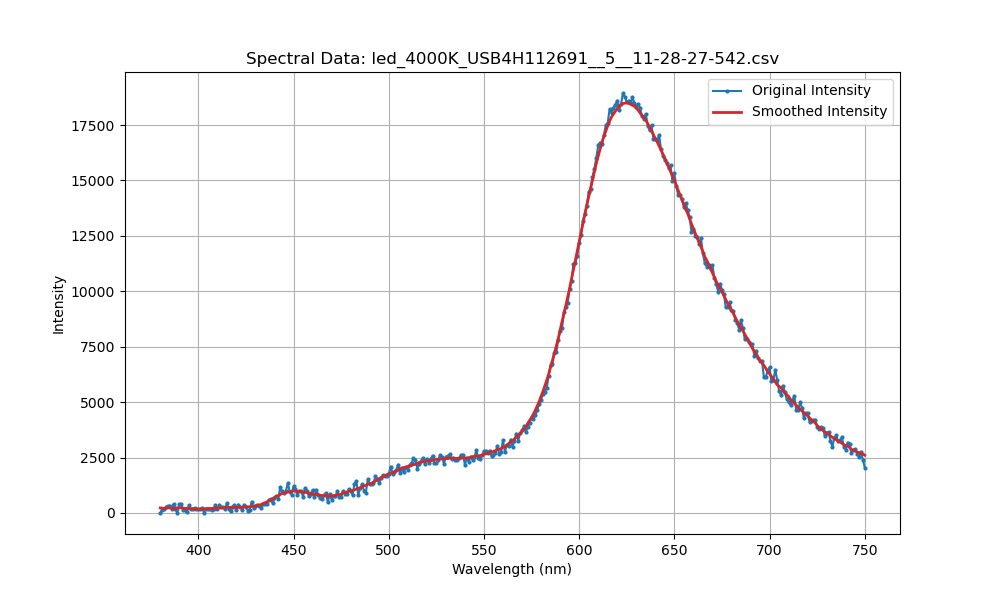 Spectral Data: led_4000K_USB4H112691__5__11-28-27-542.csv
Original Intensity
Smoothed Intensity
17500
15000
12500
10000
7500
5000
2500
0
Intensity
400 450 500 550 600 650 700 750
Wavelength (nm)